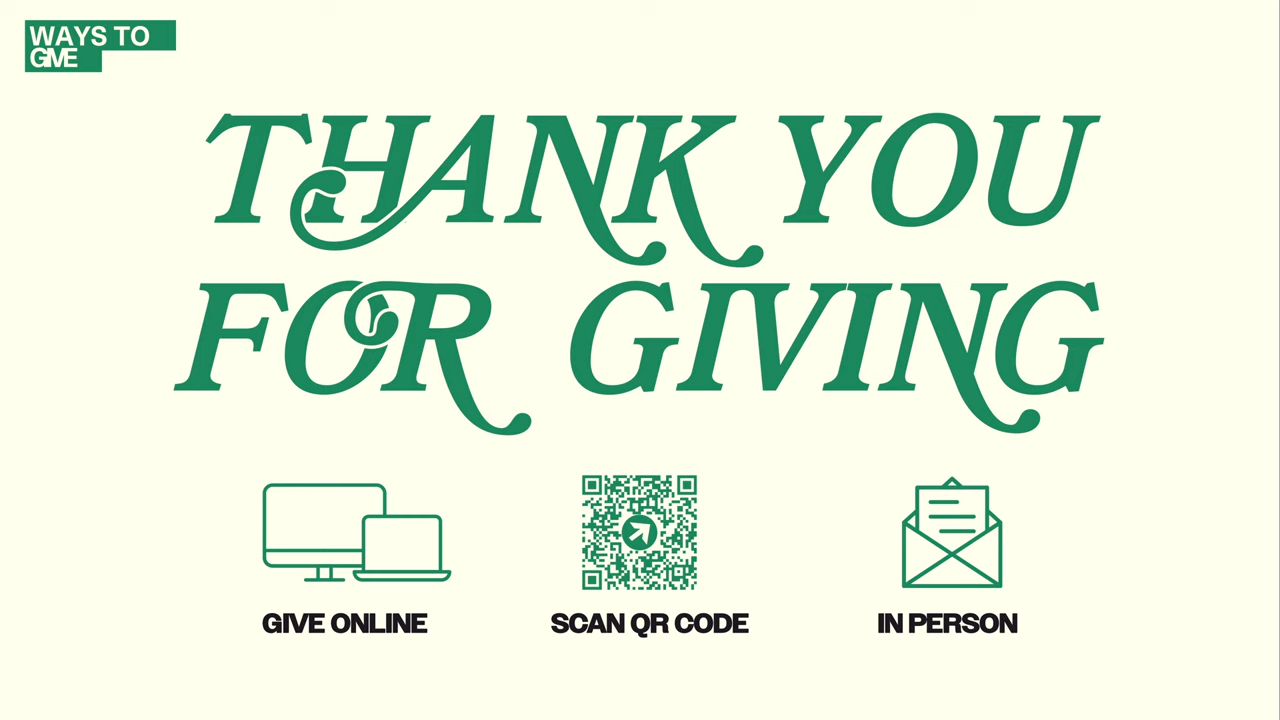 WAYS TO
GIVE
THANK YOU
FOR GIVING
GIVE ONLINE
SCAN QR CODE
IN PERSON